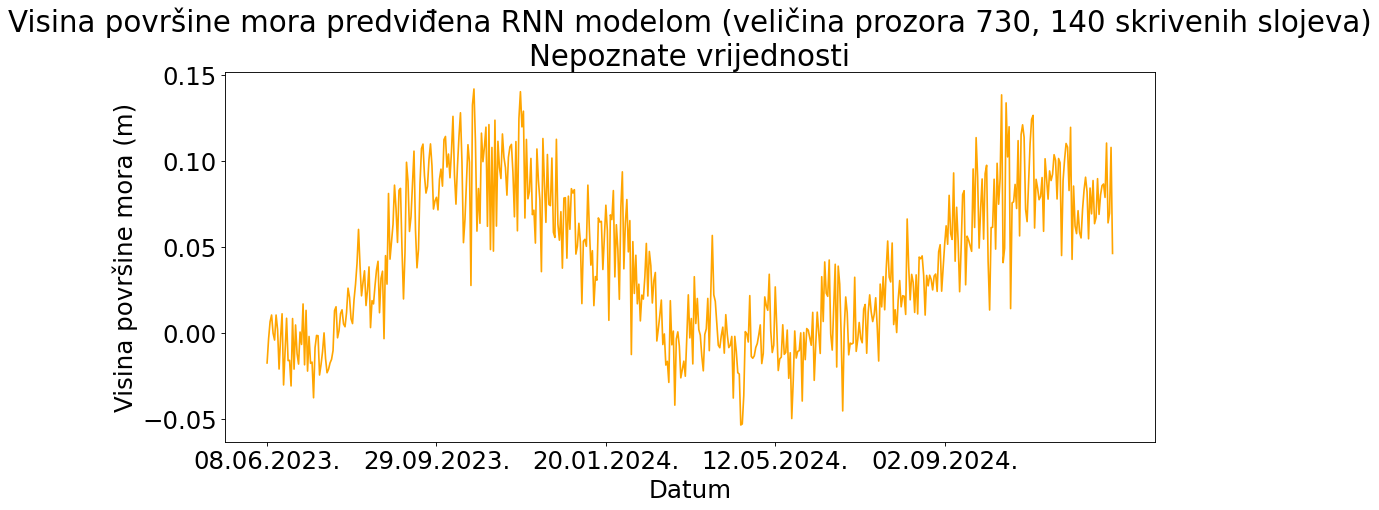 Visina površine mora predviđena RNN modelom (veličina prozora 730, 140 skrivenih slojeva)
Nepoznate vrijednosti
Visina površine mora (m)
0.15
0.10
0.05
0.00
−0.05
08.06.2023. 29.09.2023. 20.01.2024. 12.05.2024. 02.09.2024.
Datum